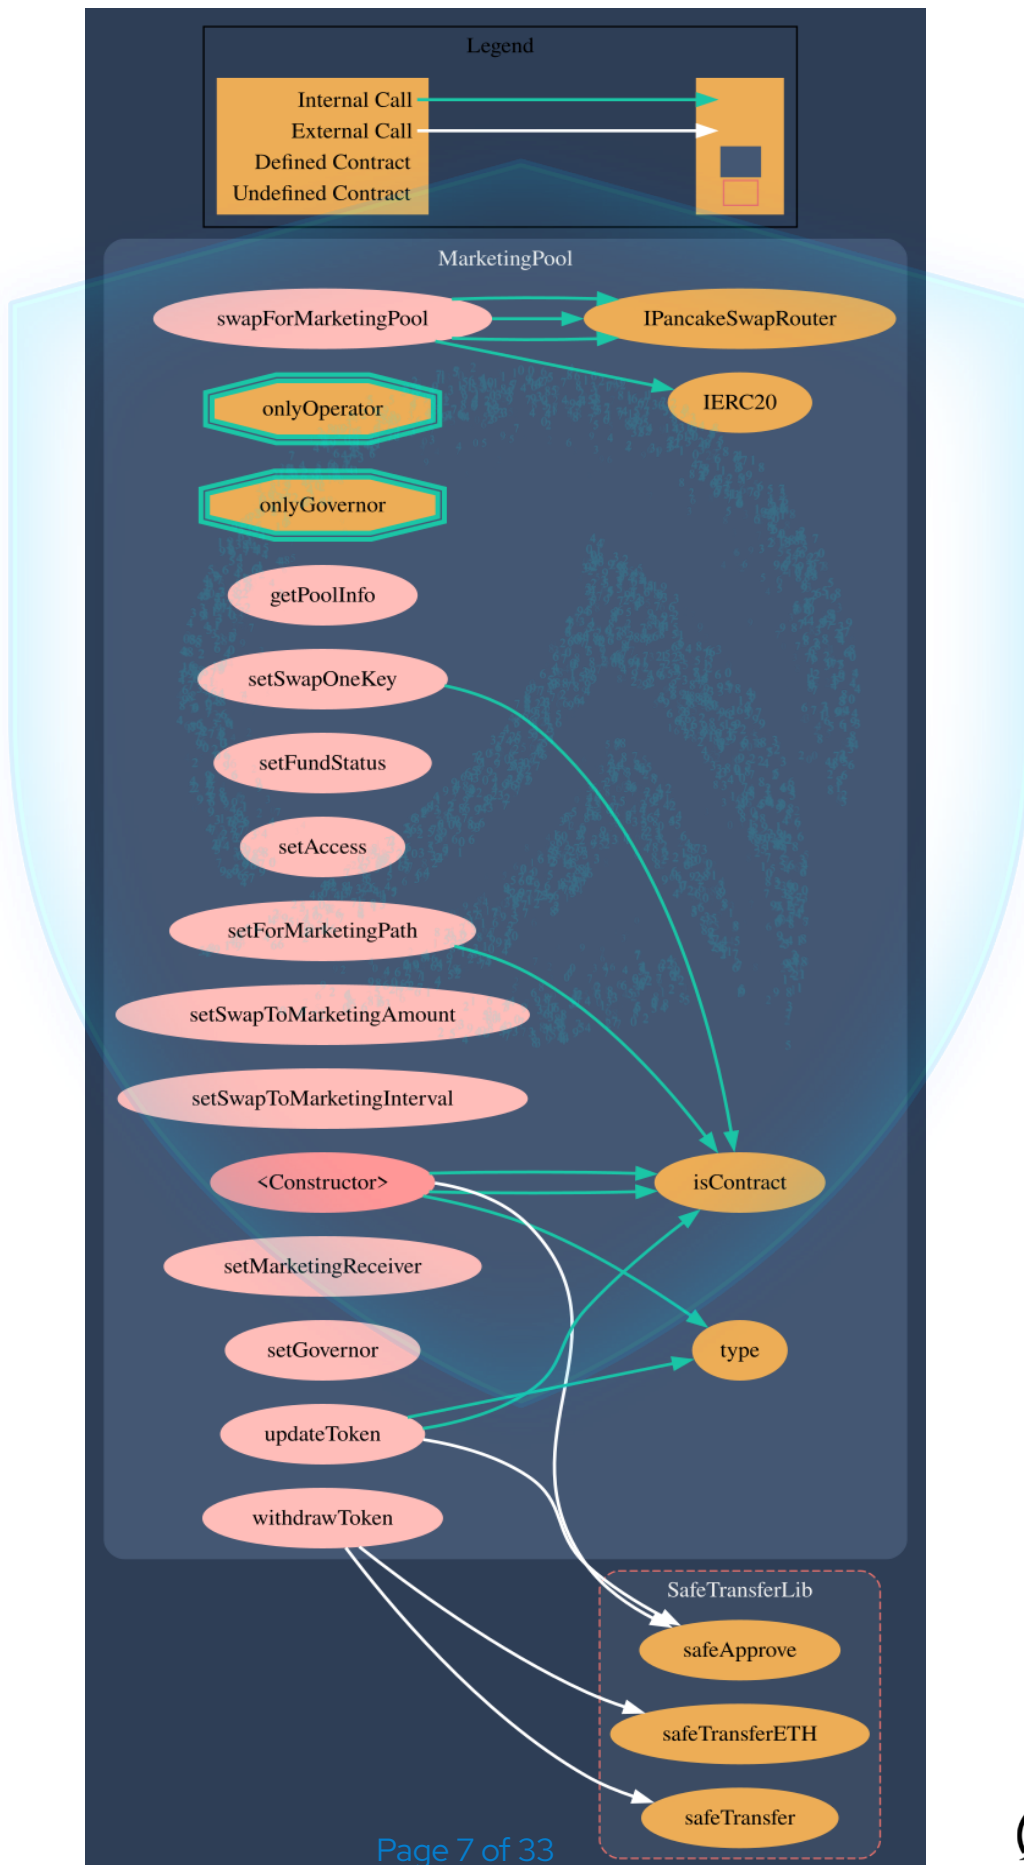 Legend
Internal Call
External Call
Defined Contract
Undefined Contract
MarketingPool
swapForMarketingPool
IPancakeSwapRouter
IERC20
onlyOperator
onlyGovernor
getPoolInfo
setSwapOneKey
setFundStatus
setAccess
setForMarketingPath
setSwapToMarketingAmount
setSwapToMarketingInterval
<Constructor>
isContract
setMarketingReceiver
setGovernor
type
updateToken
withdrawToken
SafeTransferLib
safeApprove
safeTransferETH
safeTransfer
Page 7 of 33